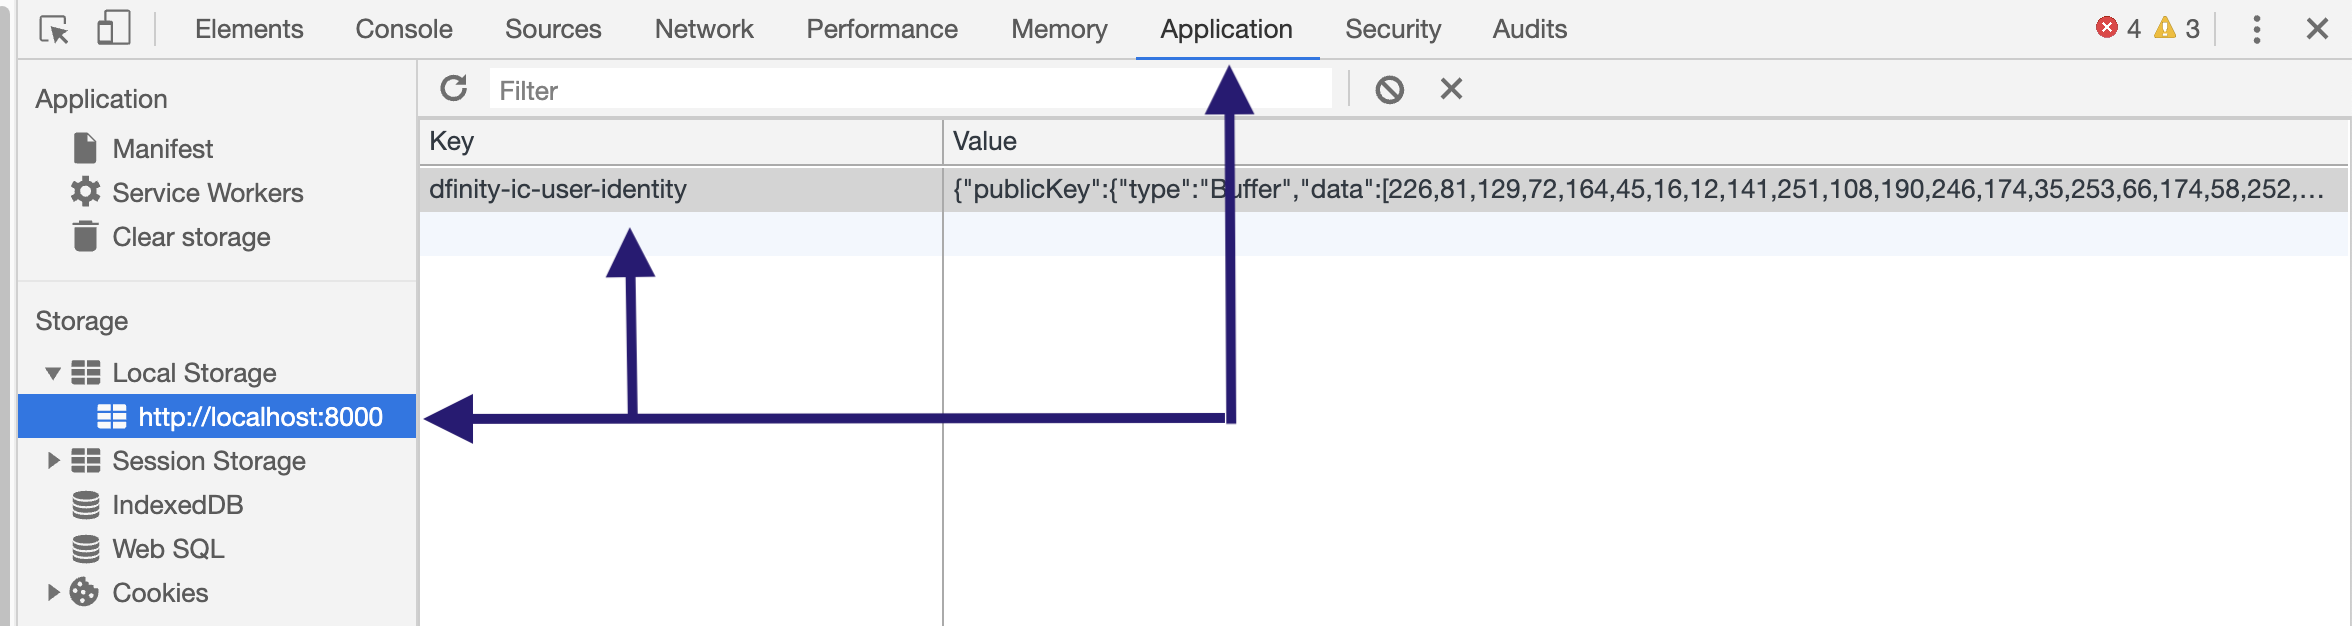 Elements Console Sources Network Performance Memory Application Security Audits 4 3
Application
Manifest
Service Workers
Clear storage
Storage
Local Storage
http://localhost:8000
Session Storage
IndexedDB
Web SQL
Cookies
Filter
Key Value
dfinity-ic-user-identity {"publicKey":{"type":"Buffer","data":[226,81,129,72,164,45,16,12,141,251,108,190,246,174,35,253,66,174,58,252,…